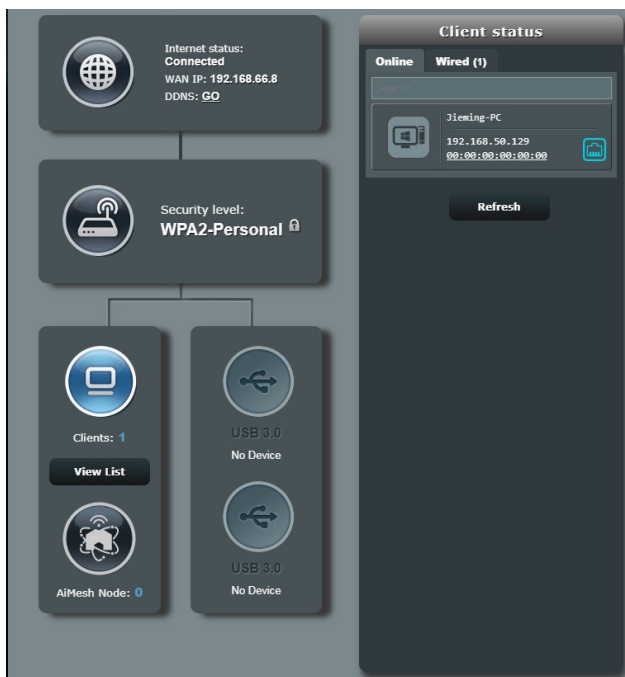 Internet status:
Connected
WAN IP: 192.168.66.8
DDNS: GO
Security level:
WPA2-Personal
Clients: 1
View List
AiMesh Node: 0
USB 3.0
No Device
USB 3.0
No Device
Client status
Online Wired (1)
Search
Jieming-PC
192.168.50.129
00:00:00:00:00:00
Refresh